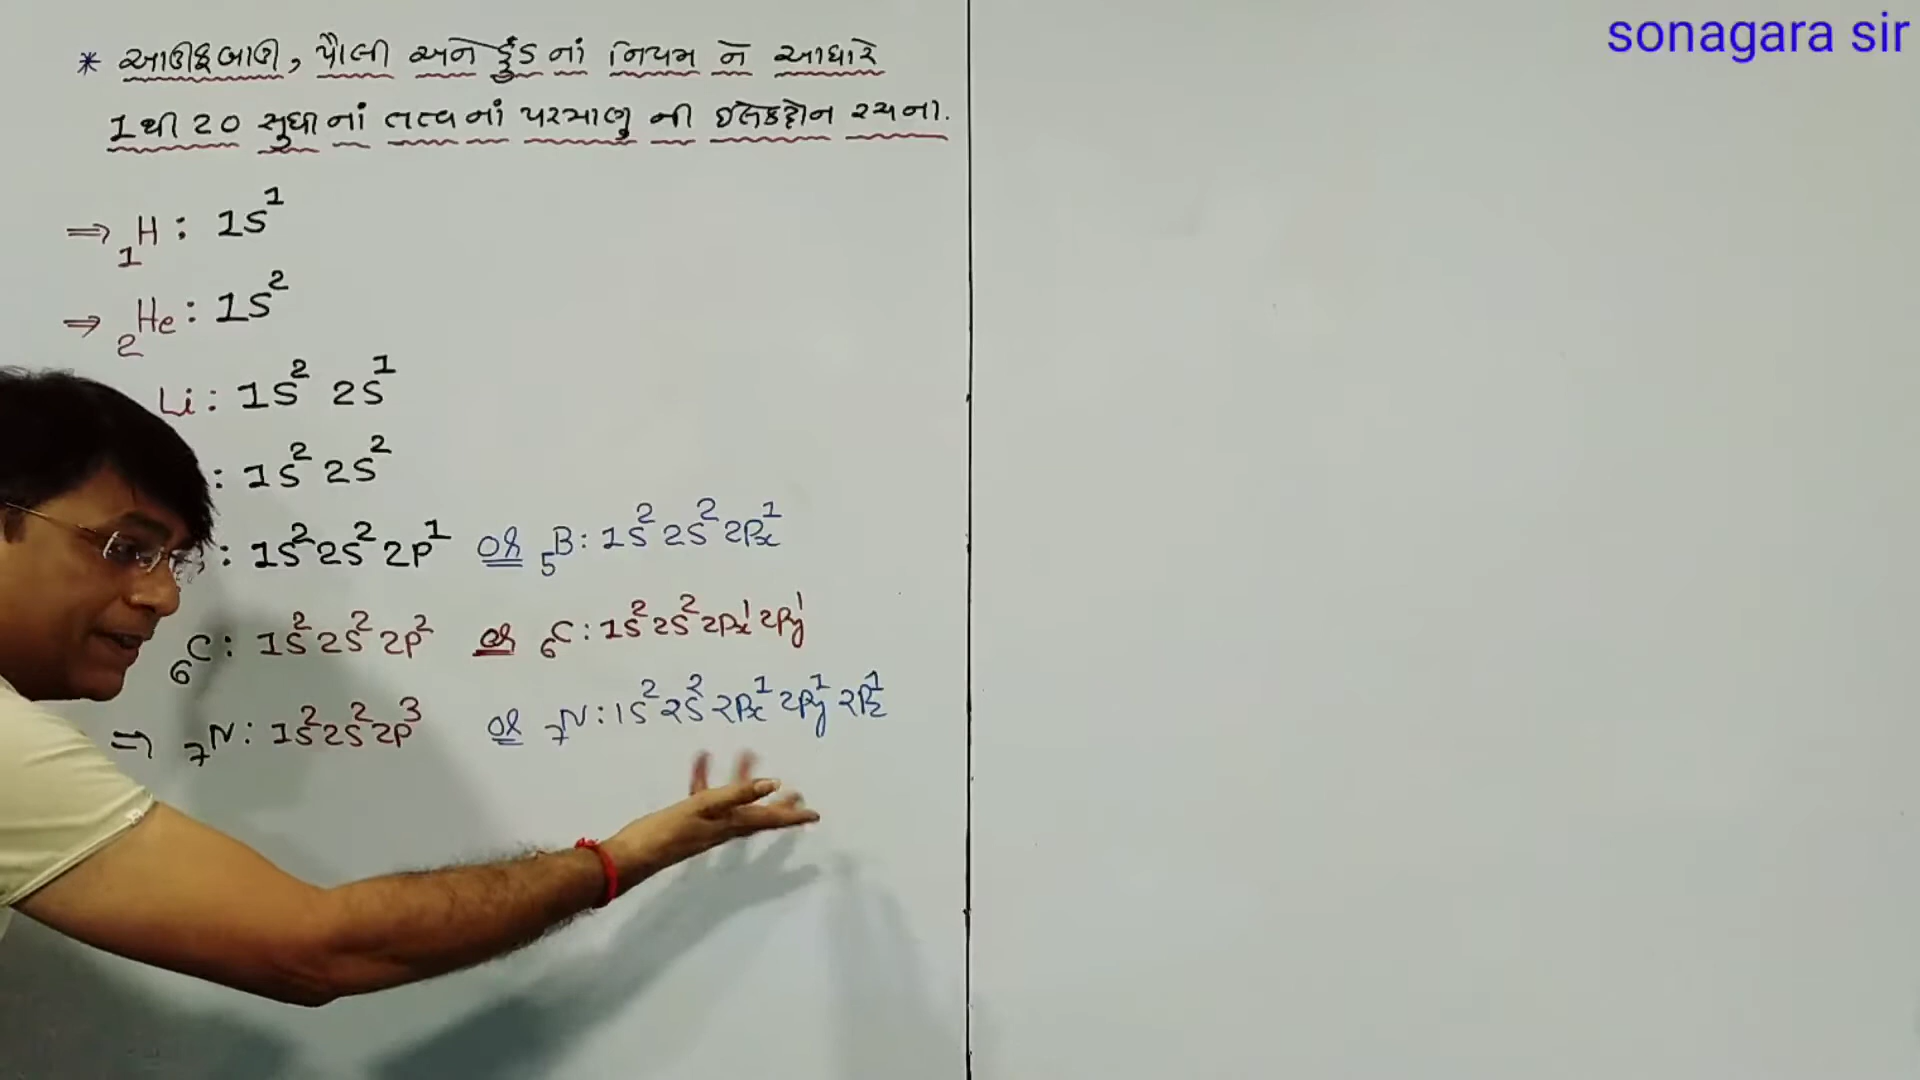 sonagara sir
* આઉફબાઉ, પૌલી અને હુંડ નાં નિયમ ને આધારે
1 થી 20 સુધી નાં તત્વ નાં પરમાણુ ની ઈલેક્ટ્રોન રચના.
⇒ ₁H : 1S¹
⇒ ₂He : 1S²
Li : 1S² 2S¹
: 1S² 2S²
: 1S² 2S² 2P¹ or ₅B : 1S² 2S² 2Px¹
₆C : 1S² 2S² 2P² or ₆C : 1S² 2S² 2Px¹ 2Py¹
⇒ ₇N : 1S² 2S² 2P³ or ₇N : 1S² 2S² 2Px¹ 2Py¹ 2Pz¹